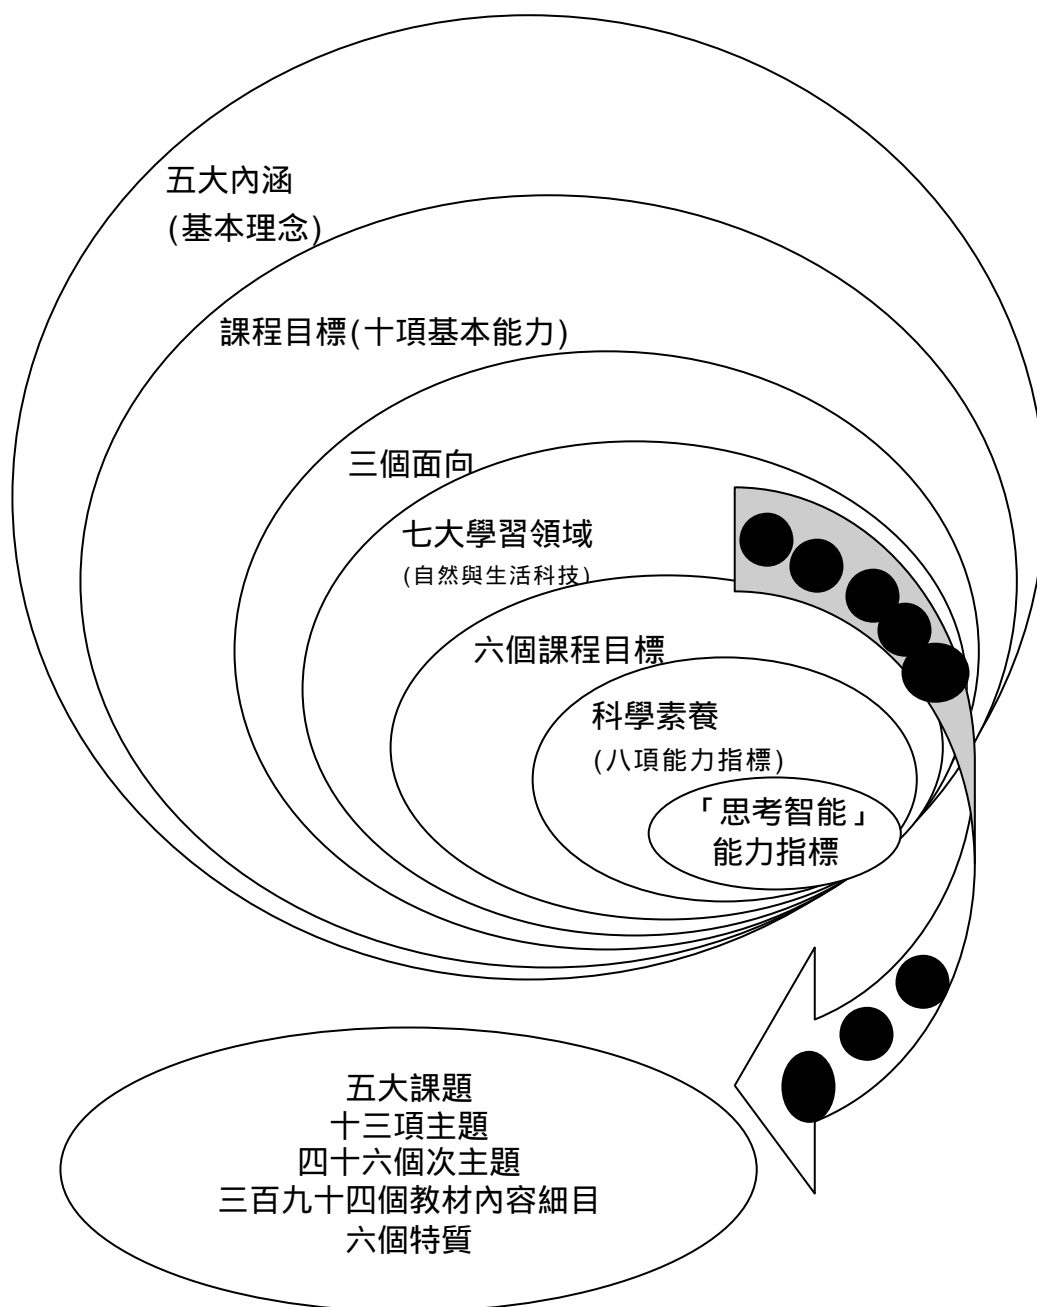 五大內涵
(基本理念)
課程目標(十項基本能力)
三個面向
七大學習領域
(自然與生活科技)
六個課程目標
科學素養
(八項能力指標)
「思考智能」
能力指標
五大課題
十三項主題
四十六個次主題
三百九十四個教材內容細目
六個特質